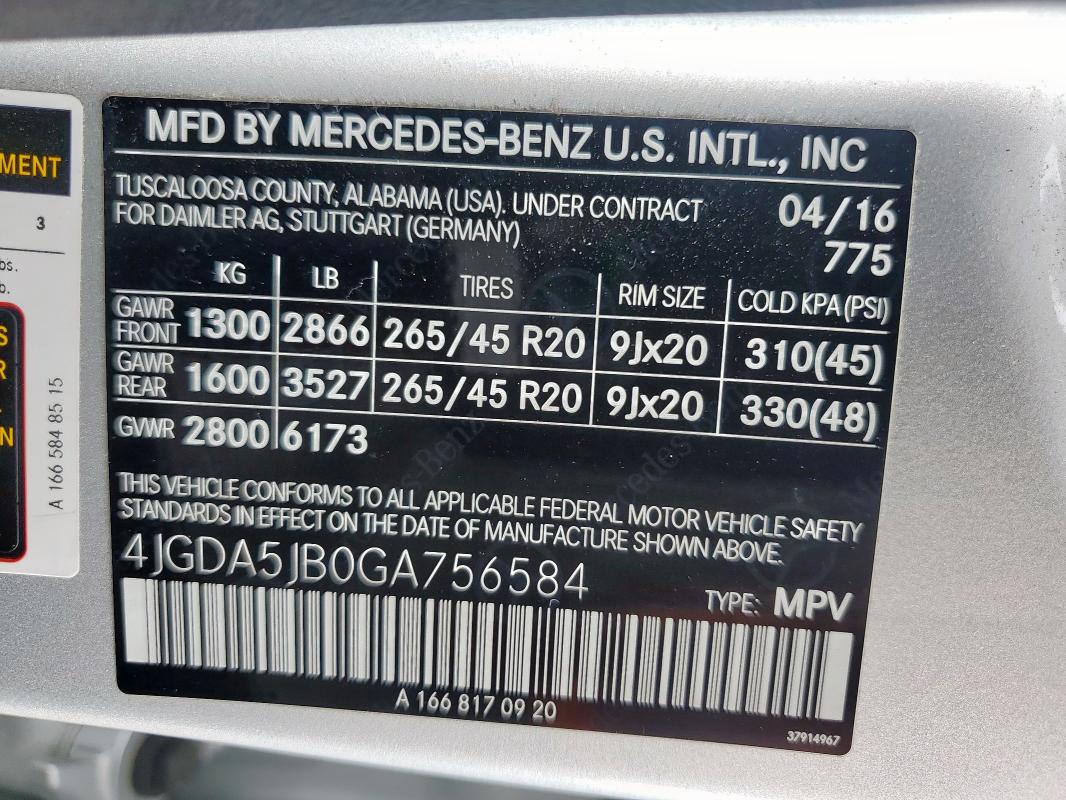 MENT
3
bs.
b.
S
R
N
A 166 584 85 15
MFD BY MERCEDES-BENZ U.S. INTL., INC
TUSCALOOSA COUNTY, ALABAMA (USA). UNDER CONTRACT
FOR DAIMLER AG, STUTTGART (GERMANY)
04/16
775
KG LB TIRES RIM SIZE COLD KPA (PSI)
GAWR FRONT 1300 2866 265/45 R20 9Jx20 310(45)
GAWR REAR 1600 3527 265/45 R20 9Jx20 330(48)
GVWR 2800 6173
THIS VEHICLE CONFORMS TO ALL APPLICABLE FEDERAL MOTOR VEHICLE SAFETY
STANDARDS IN EFFECT ON THE DATE OF MANUFACTURE SHOWN ABOVE.
4JGDA5JB0GA756584
TYPE: MPV
A 166 817 09 20
37914967